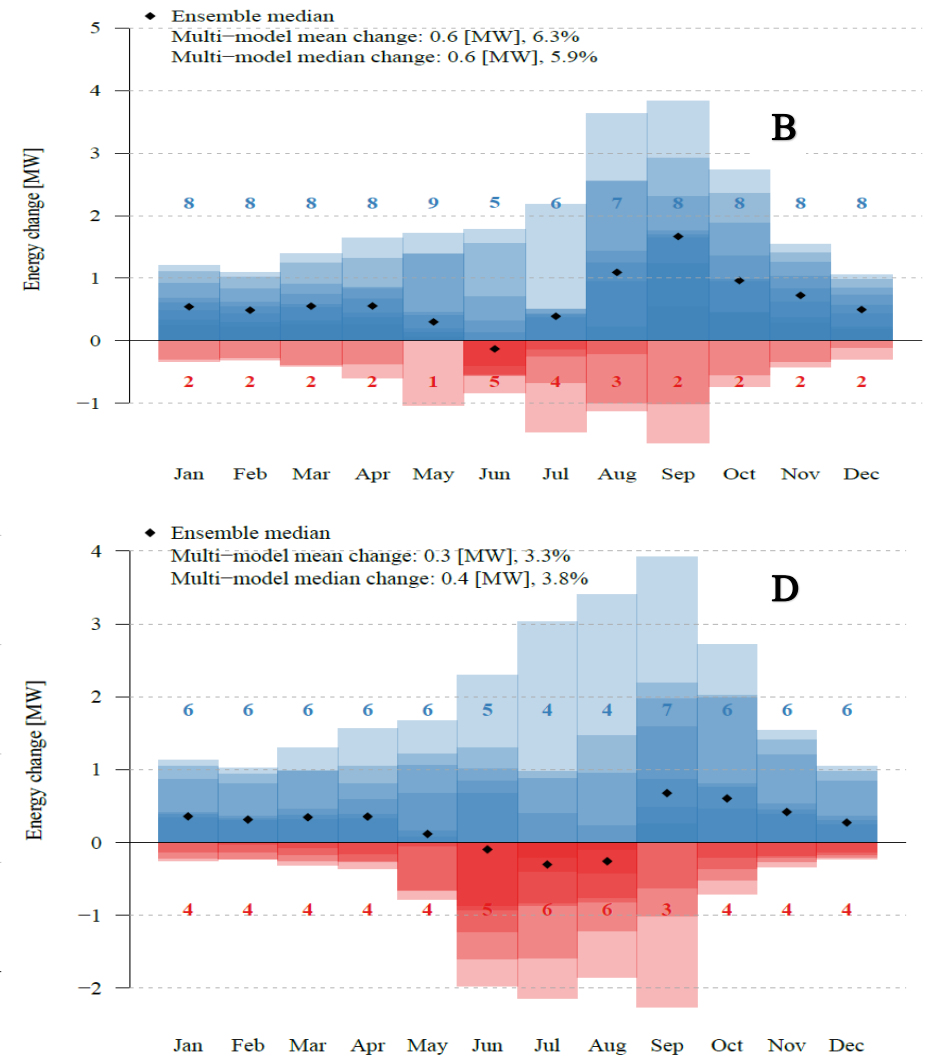 Ensemble median
Multi−model mean change: 0.6 [MW], 6.3%
Multi−model median change: 0.6 [MW], 5.9%
B
Energy change [MW]
5
4
3
2
1
0
−1
8 8 8 8 9 5 6 7 8 8 8 8
2 2 2 2 1 5 4 3 2 2 2 2
Jan Feb Mar Apr May Jun Jul Aug Sep Oct Nov Dec
Ensemble median
Multi−model mean change: 0.3 [MW], 3.3%
Multi−model median change: 0.4 [MW], 3.8%
D
Energy change [MW]
4
3
2
1
0
−1
−2
6 6 6 6 6 5 4 4 7 6 6 6
4 4 4 4 4 5 6 6 3 4 4 4
Jan Feb Mar Apr May Jun Jul Aug Sep Oct Nov Dec